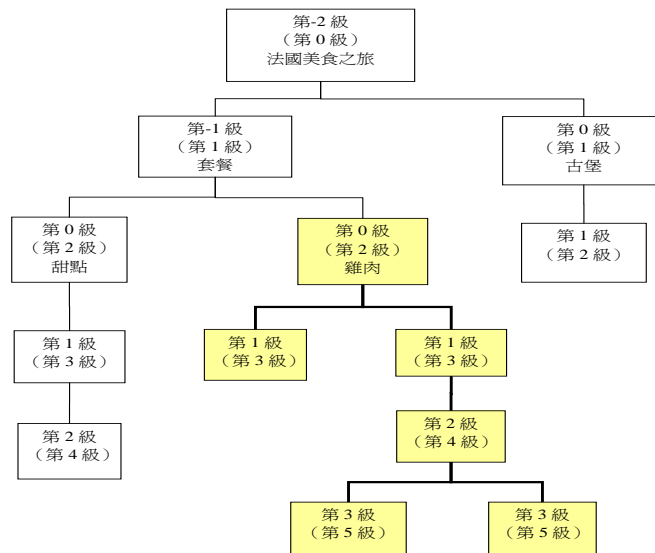 第-2 級
（第 0 級）
法國美食之旅
第-1 級
（第 1 級）
套餐
第 0 級
（第 1 級）
古堡
第 0 級
（第 2 級）
甜點
第 0 級
（第 2 級）
雞肉
第 1 級
（第 2 級）
第 1 級
（第 3 級）
第 1 級
（第 3 級）
第 1 級
（第 3 級）
第 2 級
（第 4 級）
第 2 級
（第 4 級）
第 3 級
（第 5 級）
第 3 級
（第 5 級）